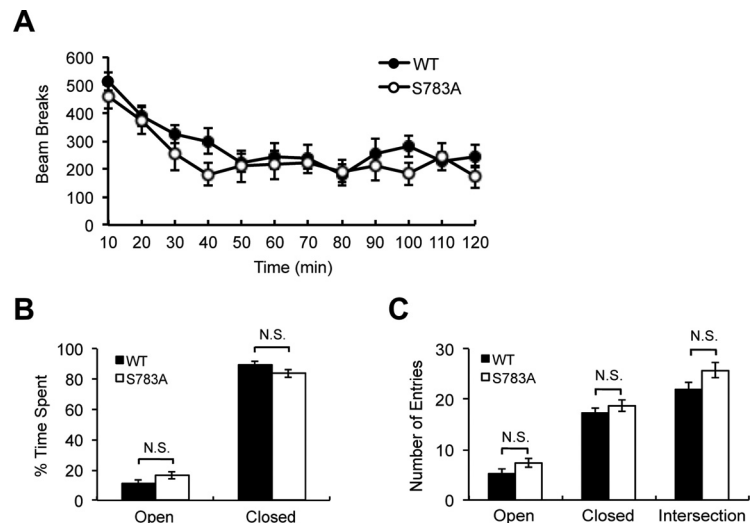 A
600
500
400
300
200
100
0
Beam Breaks
WT
S783A
10 20 30 40 50 60 70 80 90 100 110 120
Time (min)
B
100
80
60
40
20
0
% Time Spent
WT
S783A
N.S.
N.S.
Open Closed
C
30
20
10
0
Number of Entries
WT
S783A
N.S.
N.S.
N.S.
Open Closed Intersection